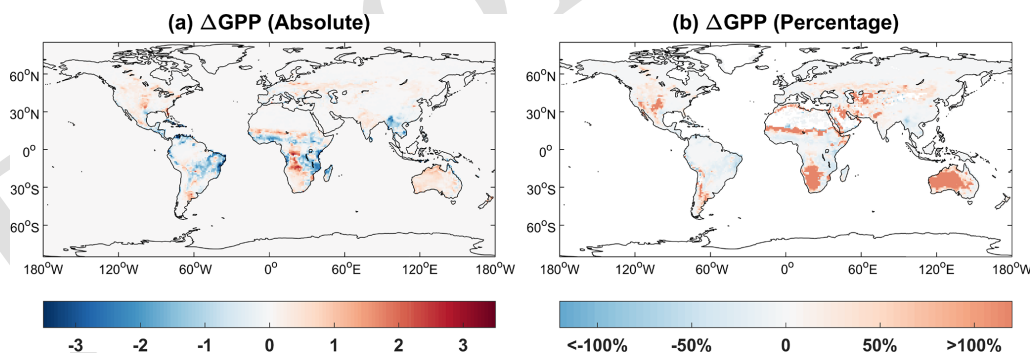 (a) ΔGPP (Absolute)
(b) ΔGPP (Percentage)
60°N
30°N
0°
30°S
60°S
180°W 120°W 60°W 0° 60°E 120°E 180°W
60°N
30°N
0°
30°S
60°S
180°W 120°W 60°W 0° 60°E 120°E 180°W
-3 -2 -1 0 1 2 3
<-100% -50% 0 50% >100%